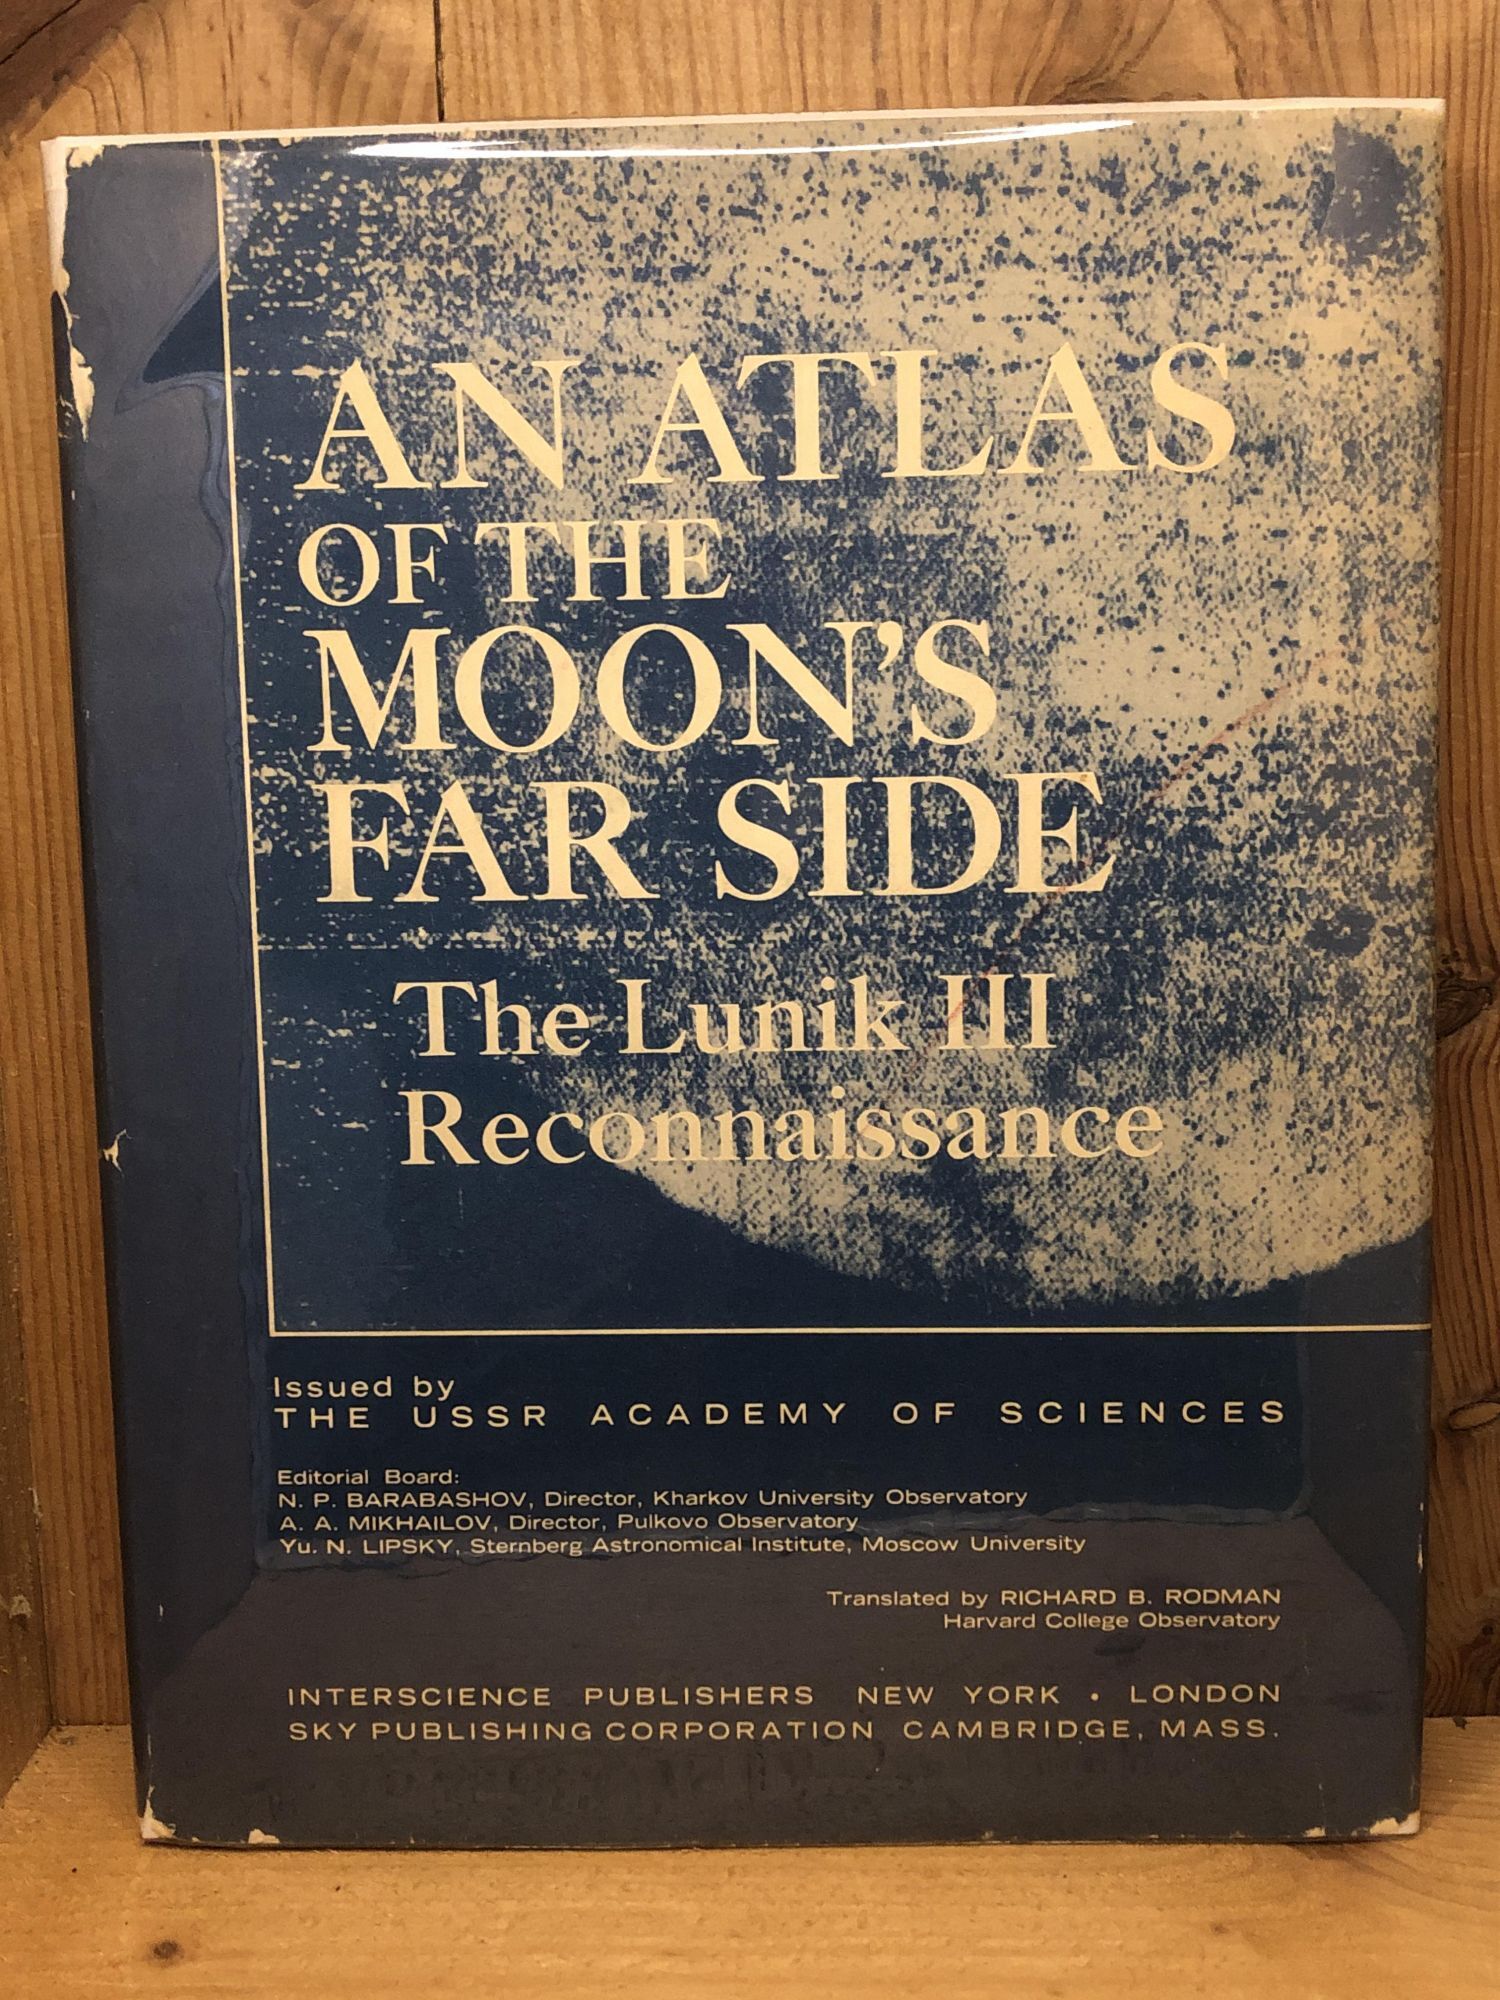 AN ATLAS
OF THE
MOON'S
FAR SIDE
The Lunik III
Reconnaissance
Issued by
THE USSR ACADEMY OF SCIENCES
Editorial Board:
N. P. BARABASHOV, Director, Kharkov University Observatory
A. A. MIKHAILOV, Director, Pulkovo Observatory
Yu. N. LIPSKY, Sternberg Astronomical Institute, Moscow University
Translated by RICHARD B. RODMAN
Harvard College Observatory
INTERSCIENCE PUBLISHERS NEW YORK • LONDON
SKY PUBLISHING CORPORATION CAMBRIDGE, MASS.